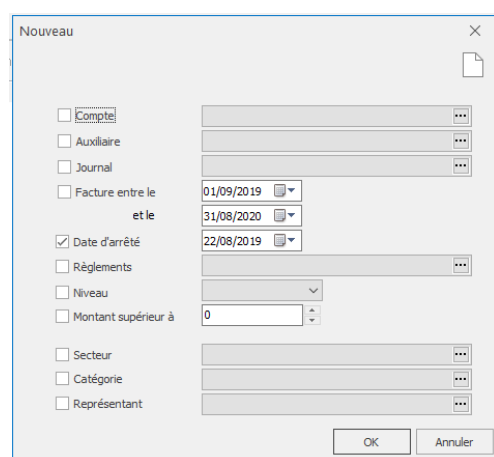 Nouveau
Compte
Auxiliaire
Journal
Facture entre le 01/09/2019
et le 31/08/2020
Date d'arrêté 22/08/2019
Règlements
Niveau
Montant supérieur à 0
Secteur
Catégorie
Représentant
OK Annuler